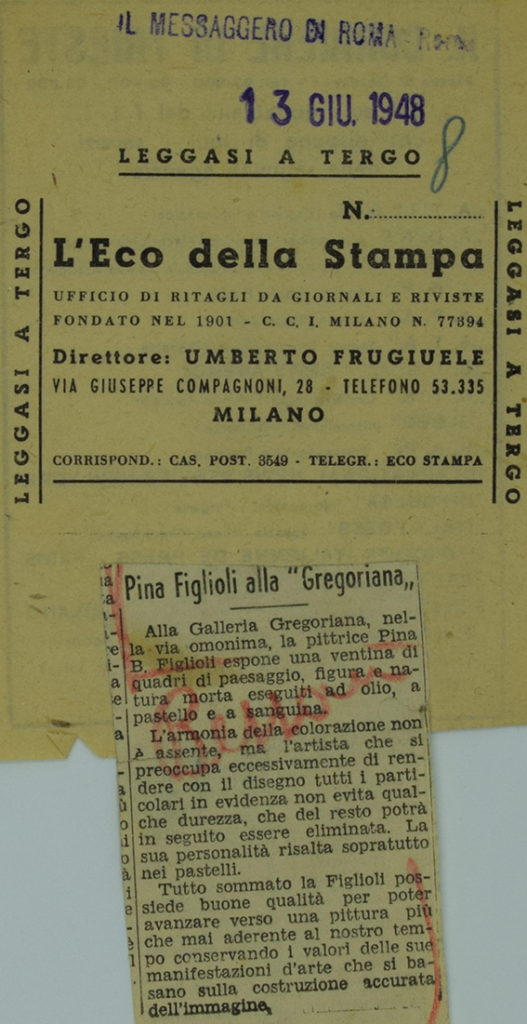 IL MESSAGGERO DI ROMA Roma
13 GIU. 1948
8
LEGGASI A TERGO
LEGGASI A TERGO
N.
L'Eco della Stampa
UFFICIO DI RITAGLI DA GIORNALI E RIVISTE
FONDATO NEL 1901 - C. C. I. MILANO N. 77394
Direttore: UMBERTO FRUGIUELE
VIA GIUSEPPE COMPAGNONI, 28 - TELEFONO 53.335
MILANO
CORRISPOND.: CAS. POST. 3549 - TELEGR.: ECO STAMPA
LEGGASI A TERGO
Pina Figlioli alla "Gregoriana„
Alla Galleria Gregoriana, nel-
la via omonima, la pittrice Pina
B. Figlioli espone una ventina di
quadri di paesaggio, figura e na-
tura morta eseguiti ad olio, a
pastello e a sanguina.
L'armonia della colorazione non
è assente, ma l'artista che si
preoccupa eccessivamente di ren-
dere con il disegno tutti i parti-
colari in evidenza non evita qual-
che durezza, che del resto potrà
in seguito essere eliminata. La
sua personalità risalta sopratutto
nei pastelli.
Tutto sommato la Figlioli pos-
siede buone qualità per poter
avanzare verso una pittura più
che mai aderente al nostro tem-
po conservando i valori delle sue
manifestazioni d'arte che si ba-
sano sulla costruzione accurata
dell'immagine.